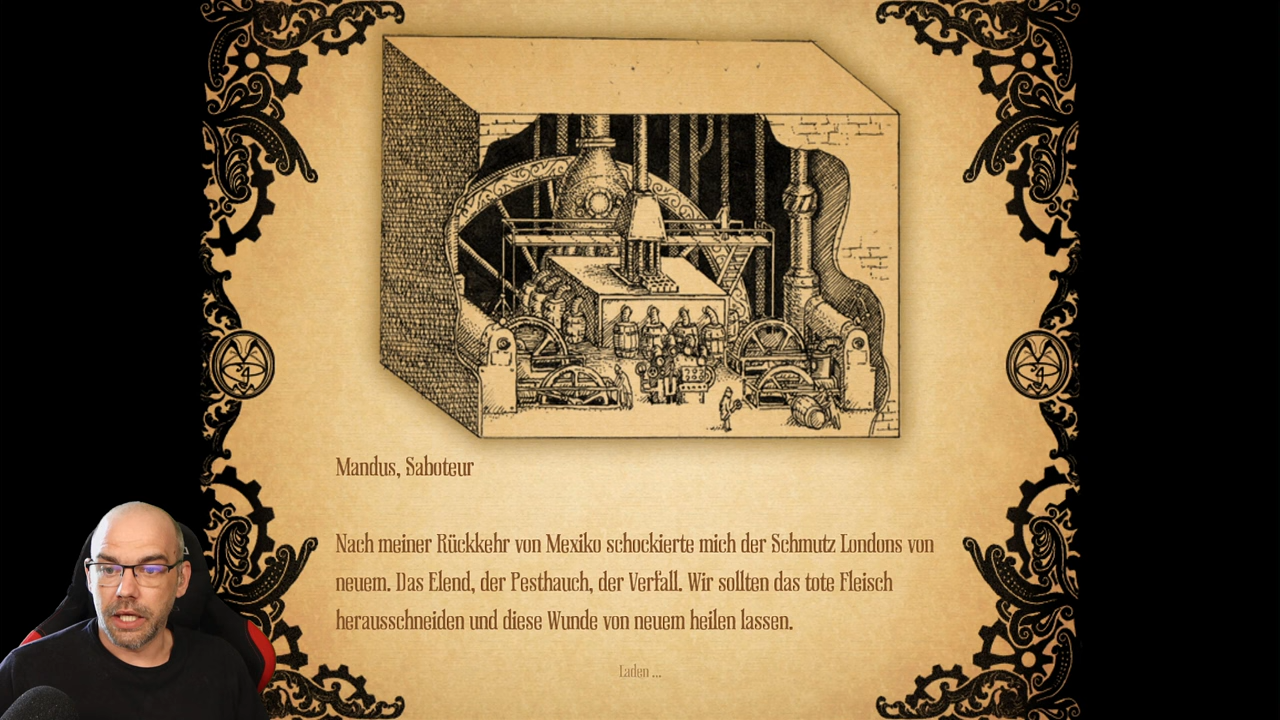 Mandus, Saboteur
Nach meiner Rückkehr von Mexiko schockierte mich der Schmutz Londons von
neuem. Das Elend, der Pesthauch, der Verfall. Wir sollten das tote Fleisch
herausschneiden und diese Wunde von neuem heilen lassen.
Laden ...